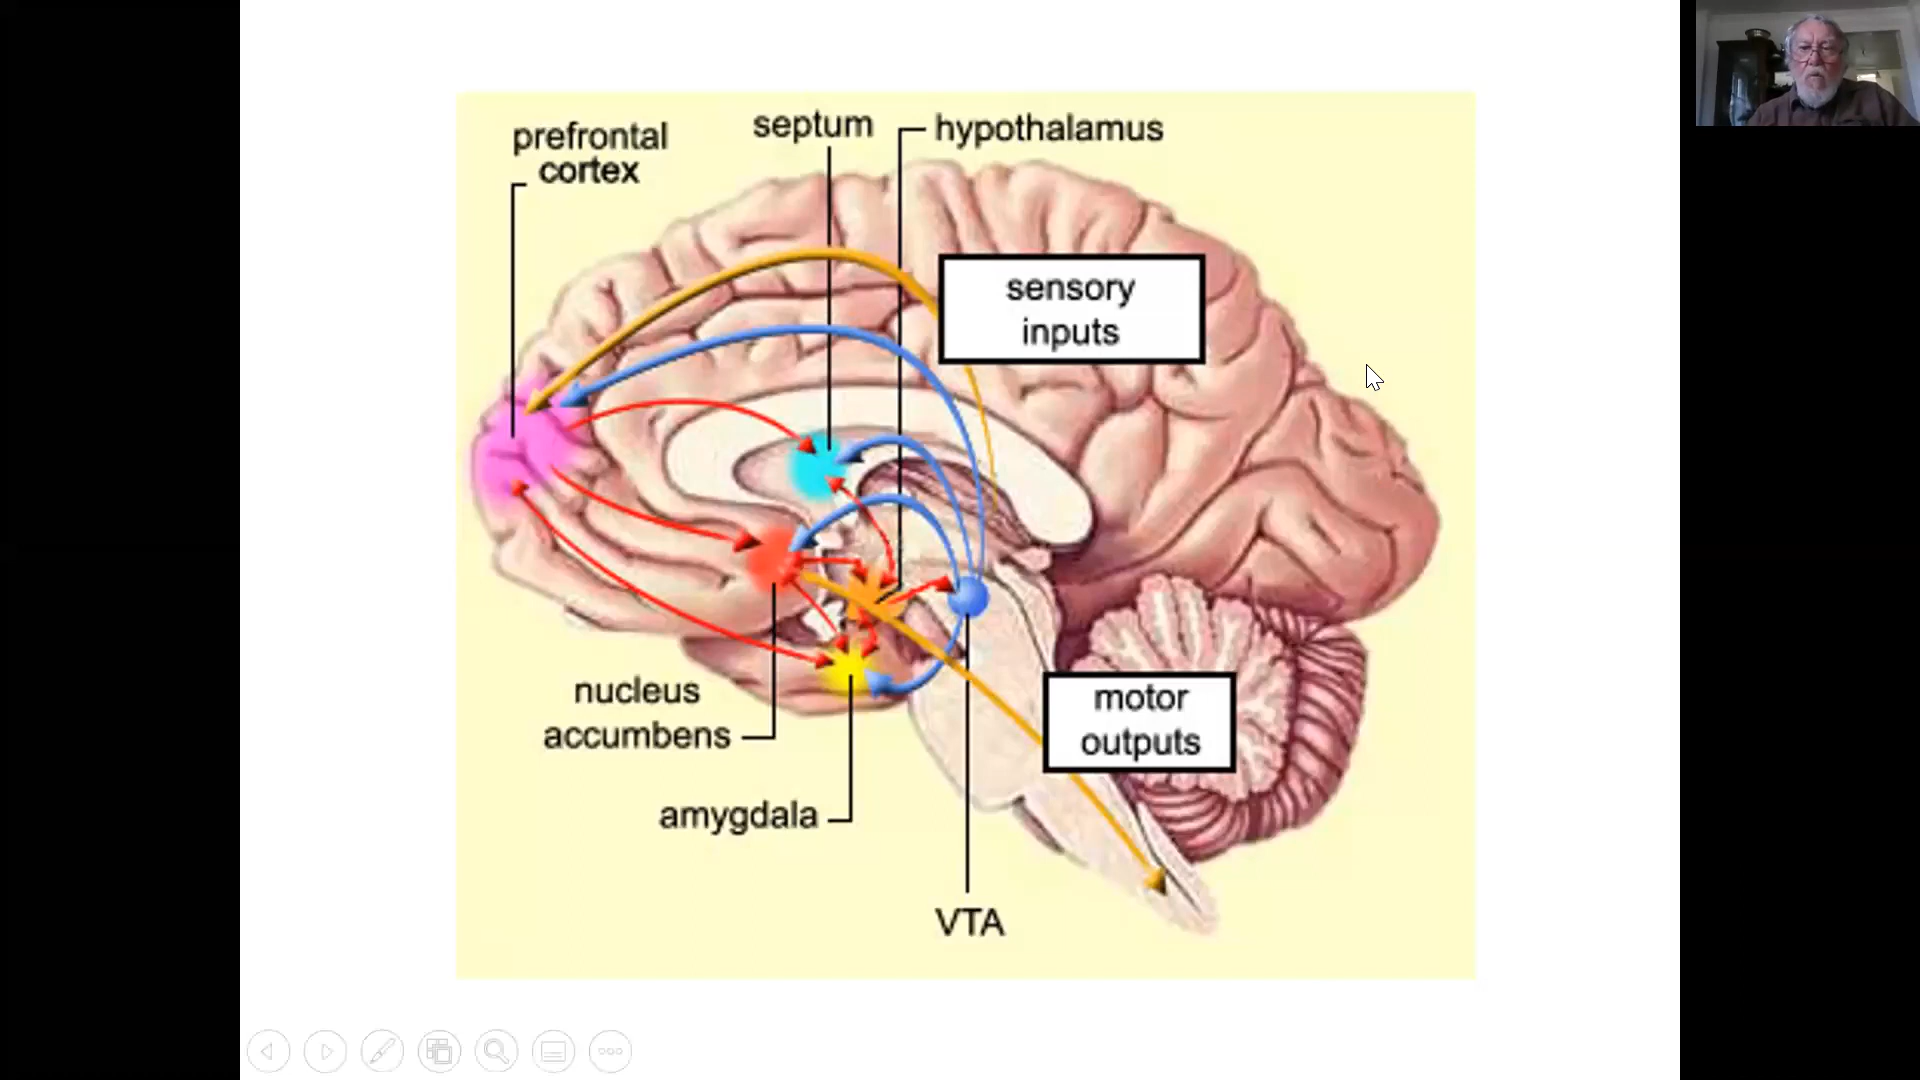 prefrontal
cortex
septum
hypothalamus
sensory
inputs
nucleus
accumbens
motor
outputs
amygdala
VTA